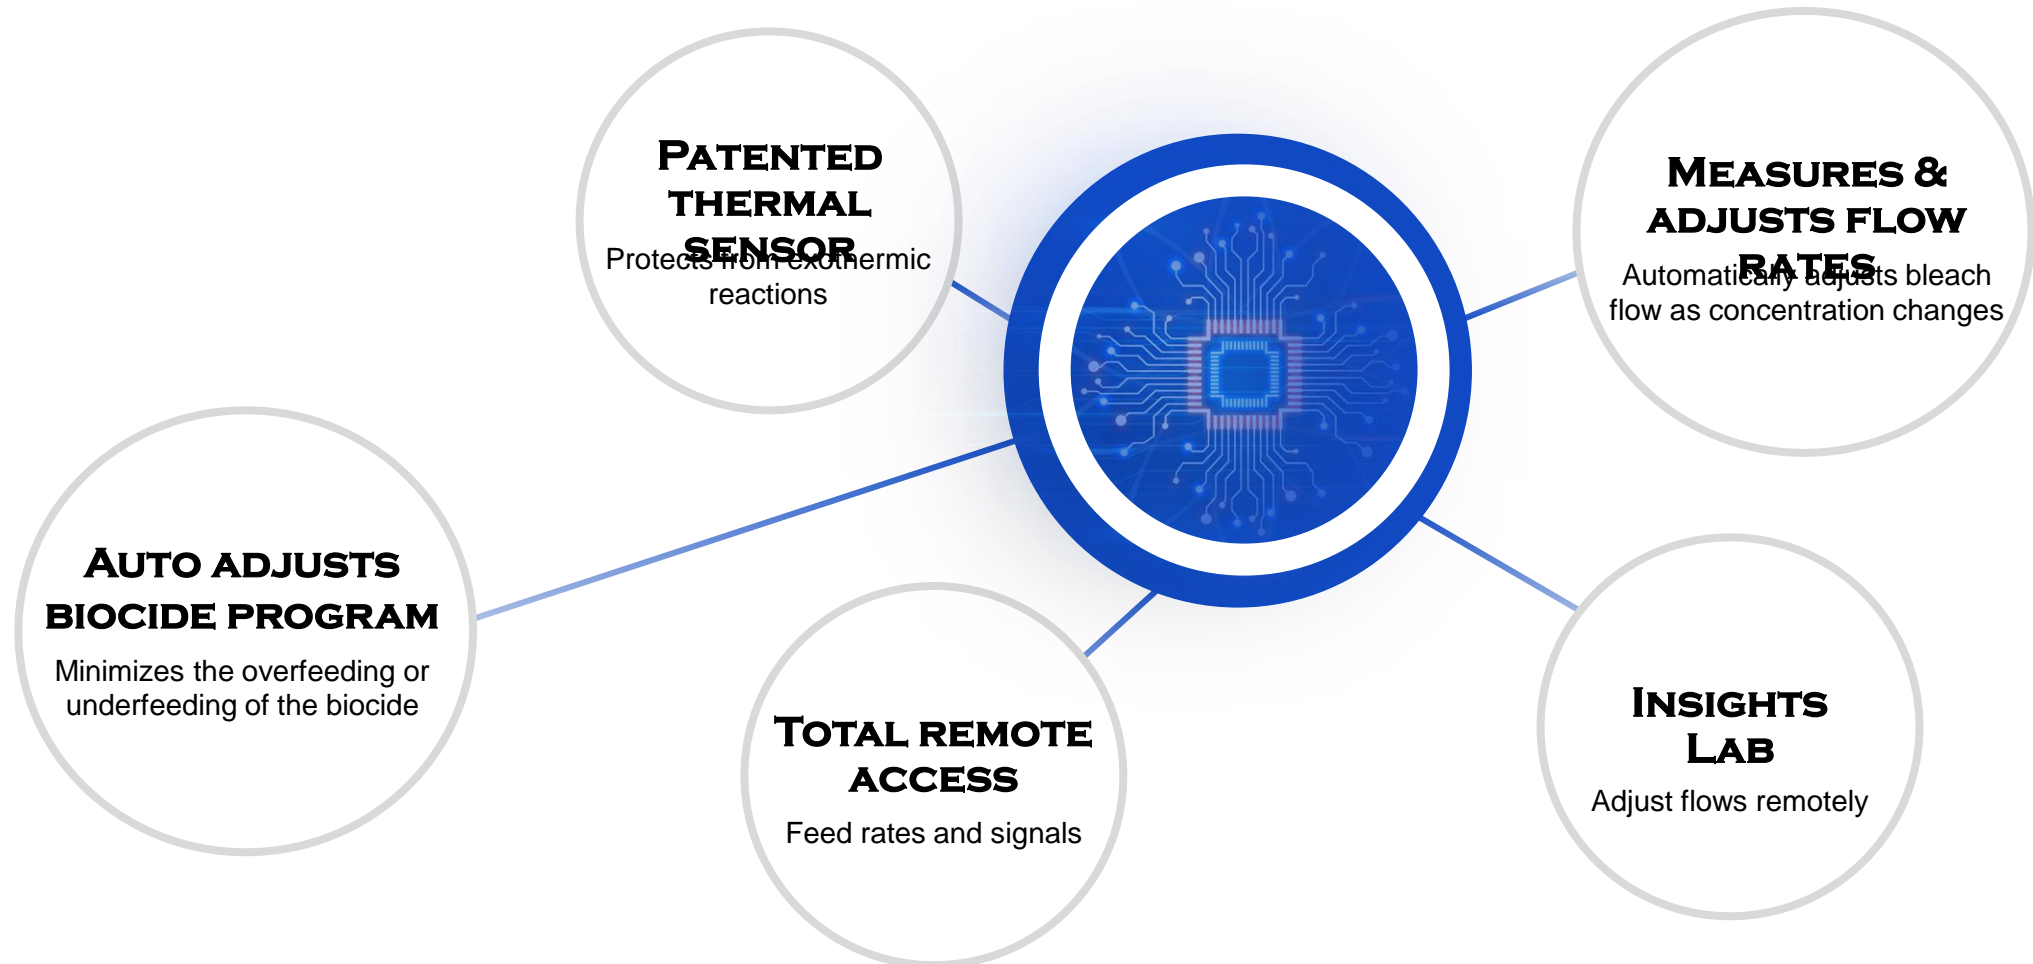 PATENTED
THERMAL
SENSOR
Protects from exothermic
reactions
MEASURES &
ADJUSTS FLOW
RATES
Automatically adjusts bleach
flow as concentration changes
AUTO ADJUSTS
BIOCIDE PROGRAM
Minimizes the overfeeding or
underfeeding of the biocide
TOTAL REMOTE
ACCESS
Feed rates and signals
INSIGHTS
LAB
Adjust flows remotely